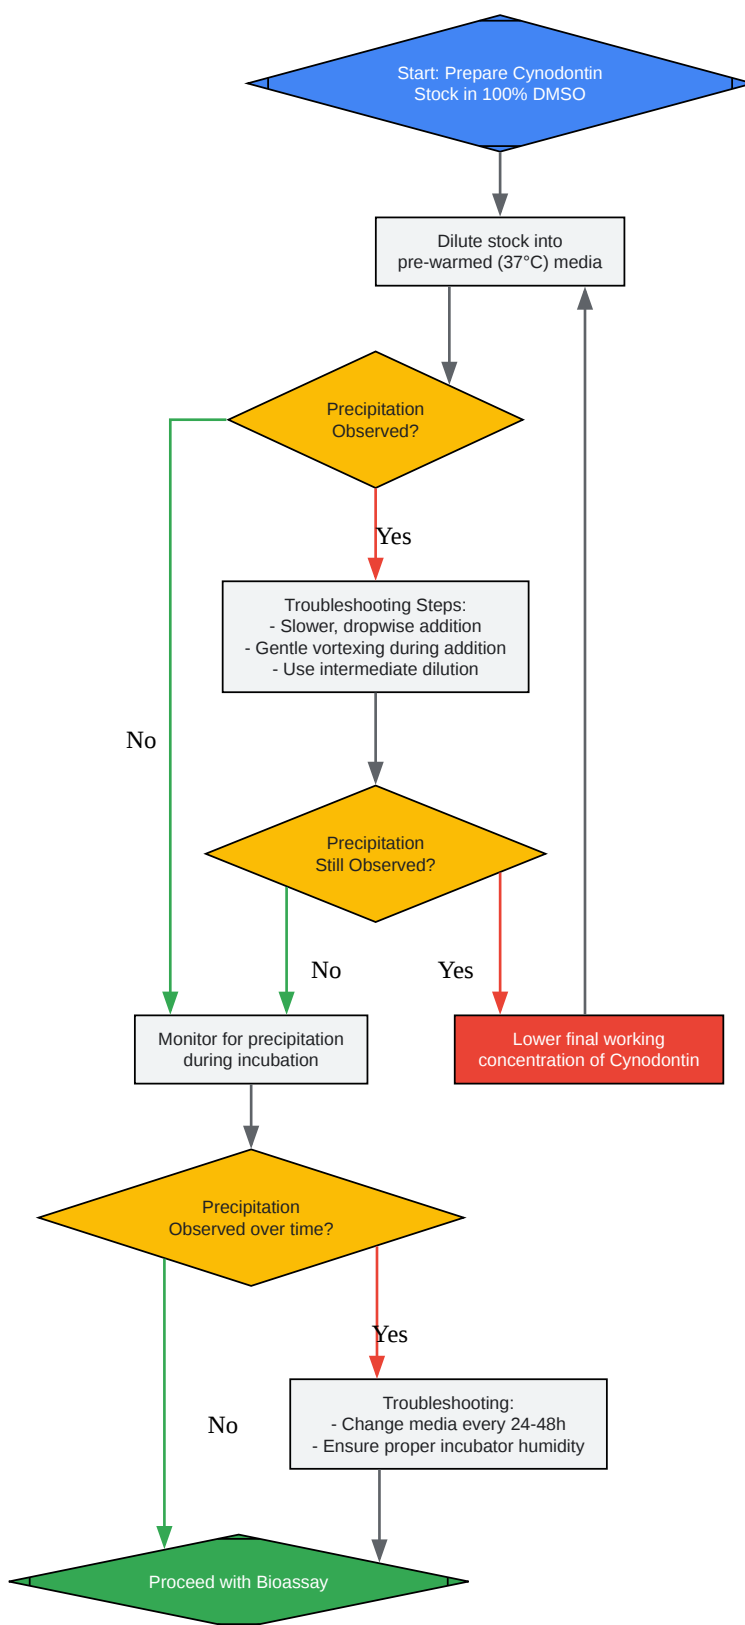 Start: Prepare Cynodontin
Stock in 100% DMSO
Dilute stock into
pre-warmed (37°C) media
Precipitation
Observed?
Yes
Troubleshooting Steps:
- Slower, dropwise addition
- Gentle vortexing during addition
- Use intermediate dilution
No
Precipitation
Still Observed?
No
Yes
Monitor for precipitation
during incubation
Lower final working
concentration of Cynodontin
Precipitation
Observed over time?
Yes
Troubleshooting:
- Change media every 24-48h
- Ensure proper incubator humidity
No
Proceed with Bioassay